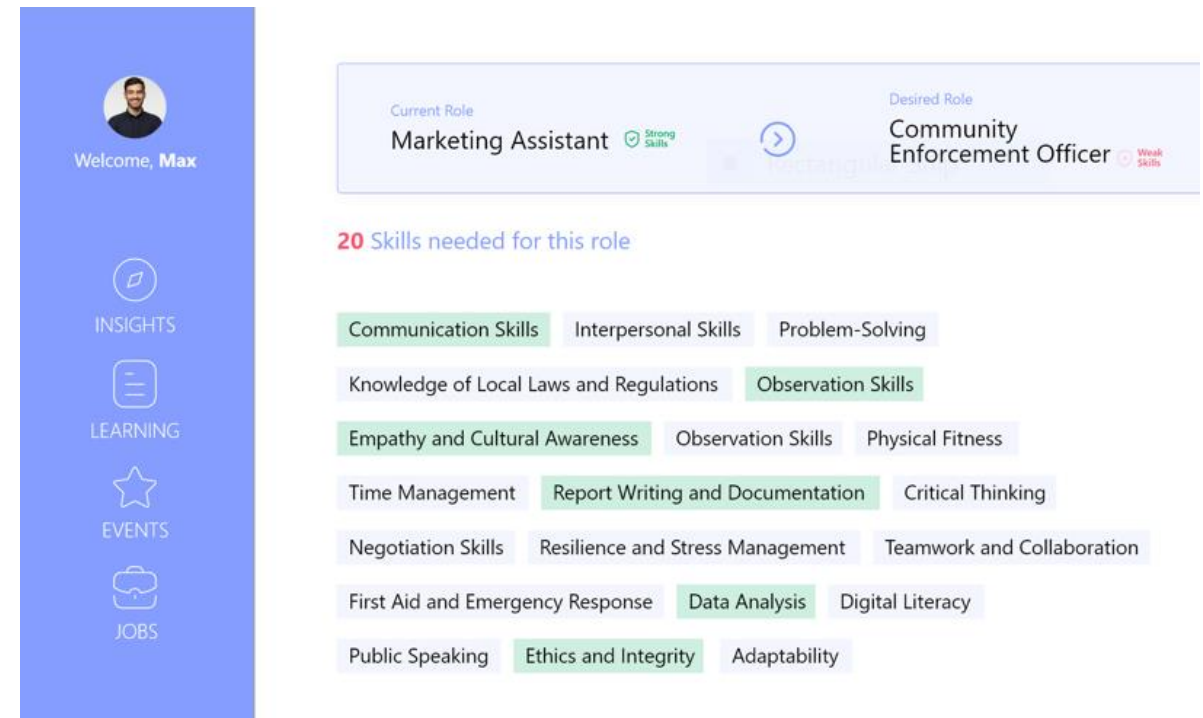 Welcome, Max
INSIGHTS
LEARNING
EVENTS
JOBS
Current Role
Marketing Assistant
Strong
Skills
Desired Role
Community
Enforcement Officer
Weak
Skills
20 Skills needed for this role
Communication Skills Interpersonal Skills Problem-Solving
Knowledge of Local Laws and Regulations Observation Skills
Empathy and Cultural Awareness Observation Skills Physical Fitness
Time Management Report Writing and Documentation Critical Thinking
Negotiation Skills Resilience and Stress Management Teamwork and Collaboration
First Aid and Emergency Response Data Analysis Digital Literacy
Public Speaking Ethics and Integrity Adaptability